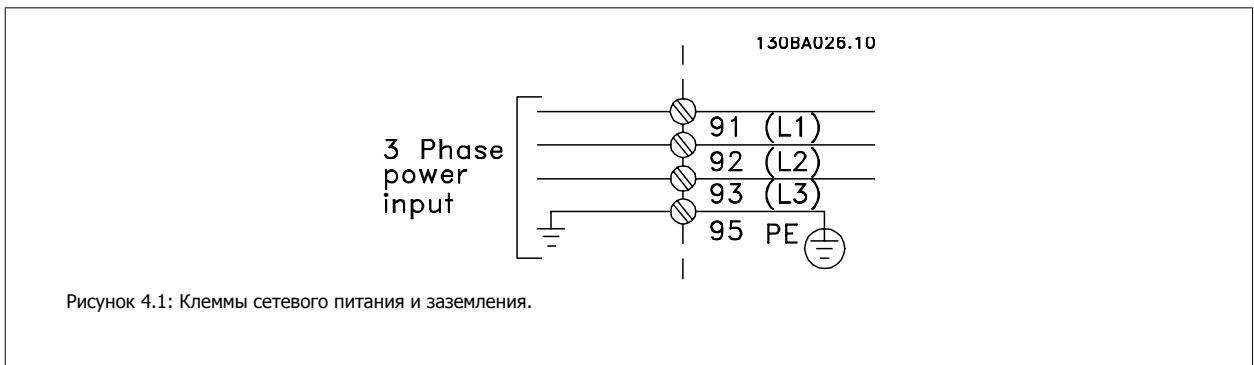 130BA026.10
3 Phase
power
input
91 (L1)
92 (L2)
93 (L3)
95 PE
Рисунок 4.1: Клеммы сетевого питания и заземления.